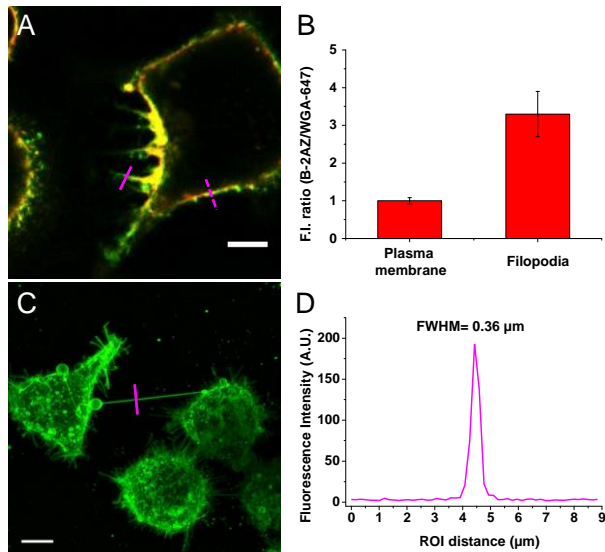 A
B
F.I. ratio (B-2AZ/WGA-647)
5
4
3
2
1
0
Plasma
membrane
Filopodia
C
D
FWHM= 0.36 µm
Fluorescence Intensity (A.U.)
200
150
100
50
0
0 1 2 3 4 5 6 7 8 9
ROI distance (µm)